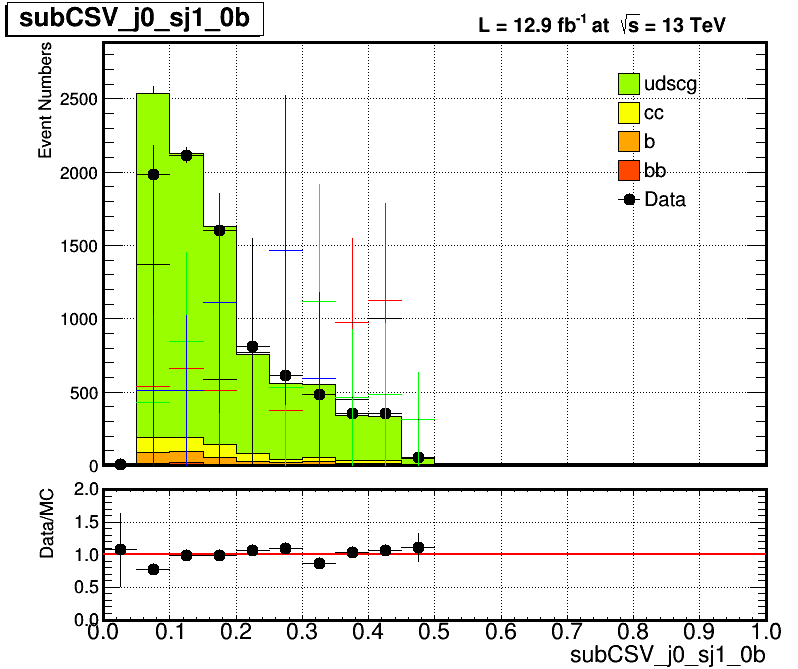 subCSV_j0_sj1_0b
L = 12.9 fb⁻¹ at √s = 13 TeV
Event Numbers
2500
2000
1500
1000
500
0
udscg
cc
b
bb
Data
Data/MC
2.0
1.5
1.0
0.5
0.0
0.0 0.1 0.2 0.3 0.4 0.5 0.6 0.7 0.8 0.9 1.0
subCSV_j0_sj1_0b